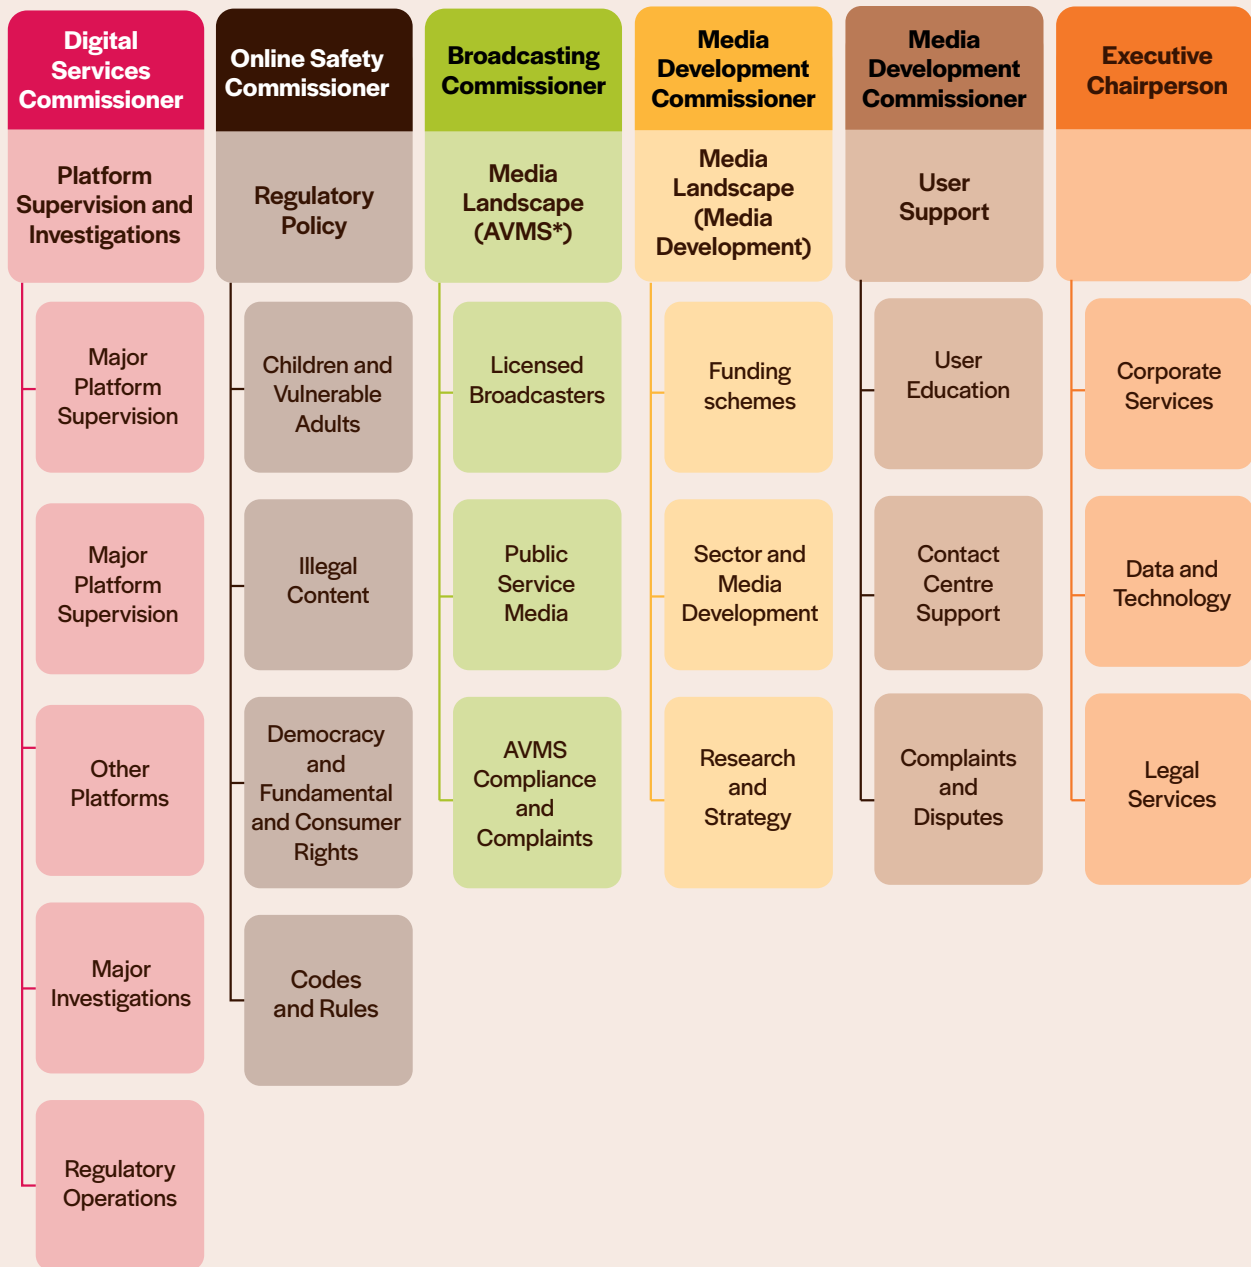 Digital
Services
Commissioner
Platform
Supervision and
Investigations
Major
Platform
Supervision
Major
Platform
Supervision
Other
Platforms
Major
Investigations
Regulatory
Operations
Online Safety
Commissioner
Regulatory
Policy
Children and
Vulnerable
Adults
Illegal
Content
Democracy
and
Fundamental
and Consumer
Rights
Codes
and Rules
Broadcasting
Commissioner
Media
Landscape
(AVMS*)
Licensed
Broadcasters
Public
Service
Media
AVMS
Compliance
and
Complaints
Media
Development
Commissioner
Media
Landscape
(Media
Development)
Funding
schemes
Sector and
Media
Development
Research
and
Strategy
Media
Development
Commissioner
User
Support
User
Education
Contact
Centre
Support
Complaints
and
Disputes
Executive
Chairperson
Corporate
Services
Data and
Technology
Legal
Services